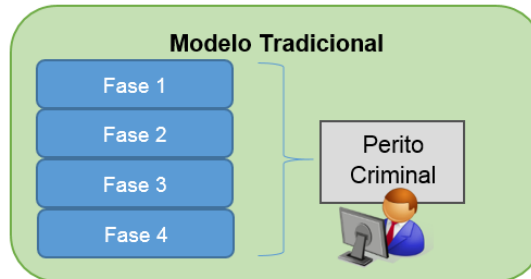 Modelo Tradicional
Fase 1
Fase 2
Fase 3
Fase 4
Perito
Criminal